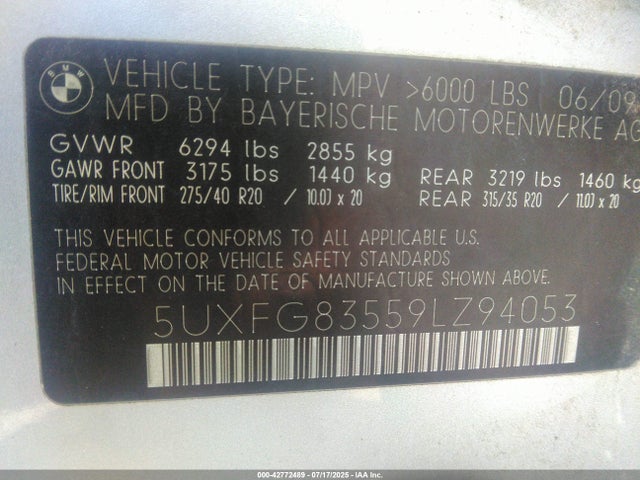 BMW
VEHICLE TYPE: MPV >6000 LBS 06/09
MFD BY BAYERISCHE MOTORENWERKE AG
GVWR 6294 lbs 2855 kg
GAWR FRONT 3175 lbs 1440 kg REAR 3219 lbs 1460 kg
TIRE/RIM FRONT 275/40 R20 / 10.0J x 20 REAR 315/35 R20 / 11.0J x 20
THIS VEHICLE CONFORMS TO ALL APPLICABLE U.S.
FEDERAL MOTOR VEHICLE SAFETY STANDARDS
IN EFFECT ON THE DATE OF MANUFACTURE SHOWN ABOVE
5UXFG83559LZ94053
000-42772489 - 07/17/2025 - IAA Inc.